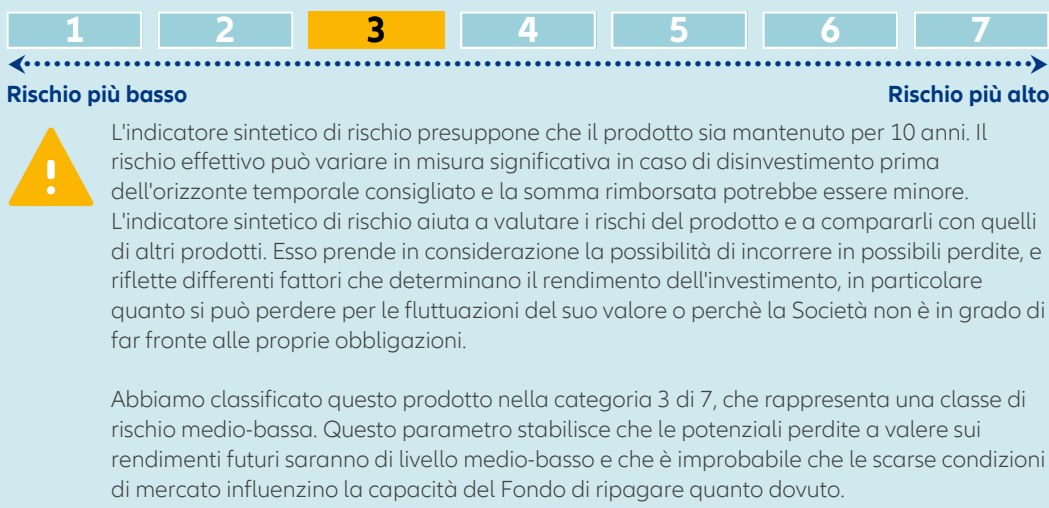 1 2 3 4 5 6 7
Rischio più basso Rischio più alto
L'indicatore sintetico di rischio presuppone che il prodotto sia mantenuto per 10 anni. Il
rischio effettivo può variare in misura significativa in caso di disinvestimento prima
dell'orizzonte temporale consigliato e la somma rimborsata potrebbe essere minore.
L'indicatore sintetico di rischio aiuta a valutare i rischi del prodotto e a compararli con quelli
di altri prodotti. Esso prende in considerazione la possibilità di incorrere in possibili perdite, e
riflette differenti fattori che determinano il rendimento dell'investimento, in particolare
quanto si può perdere per le fluttuazioni del suo valore o perchè la Società non è in grado di
far fronte alle proprie obbligazioni.
Abbiamo classificato questo prodotto nella categoria 3 di 7, che rappresenta una classe di
rischio medio-bassa. Questo parametro stabilisce che le potenziali perdite a valere sui
rendimenti futuri saranno di livello medio-basso e che è improbabile che le scarse condizioni
di mercato influenzino la capacità del Fondo di ripagare quanto dovuto.